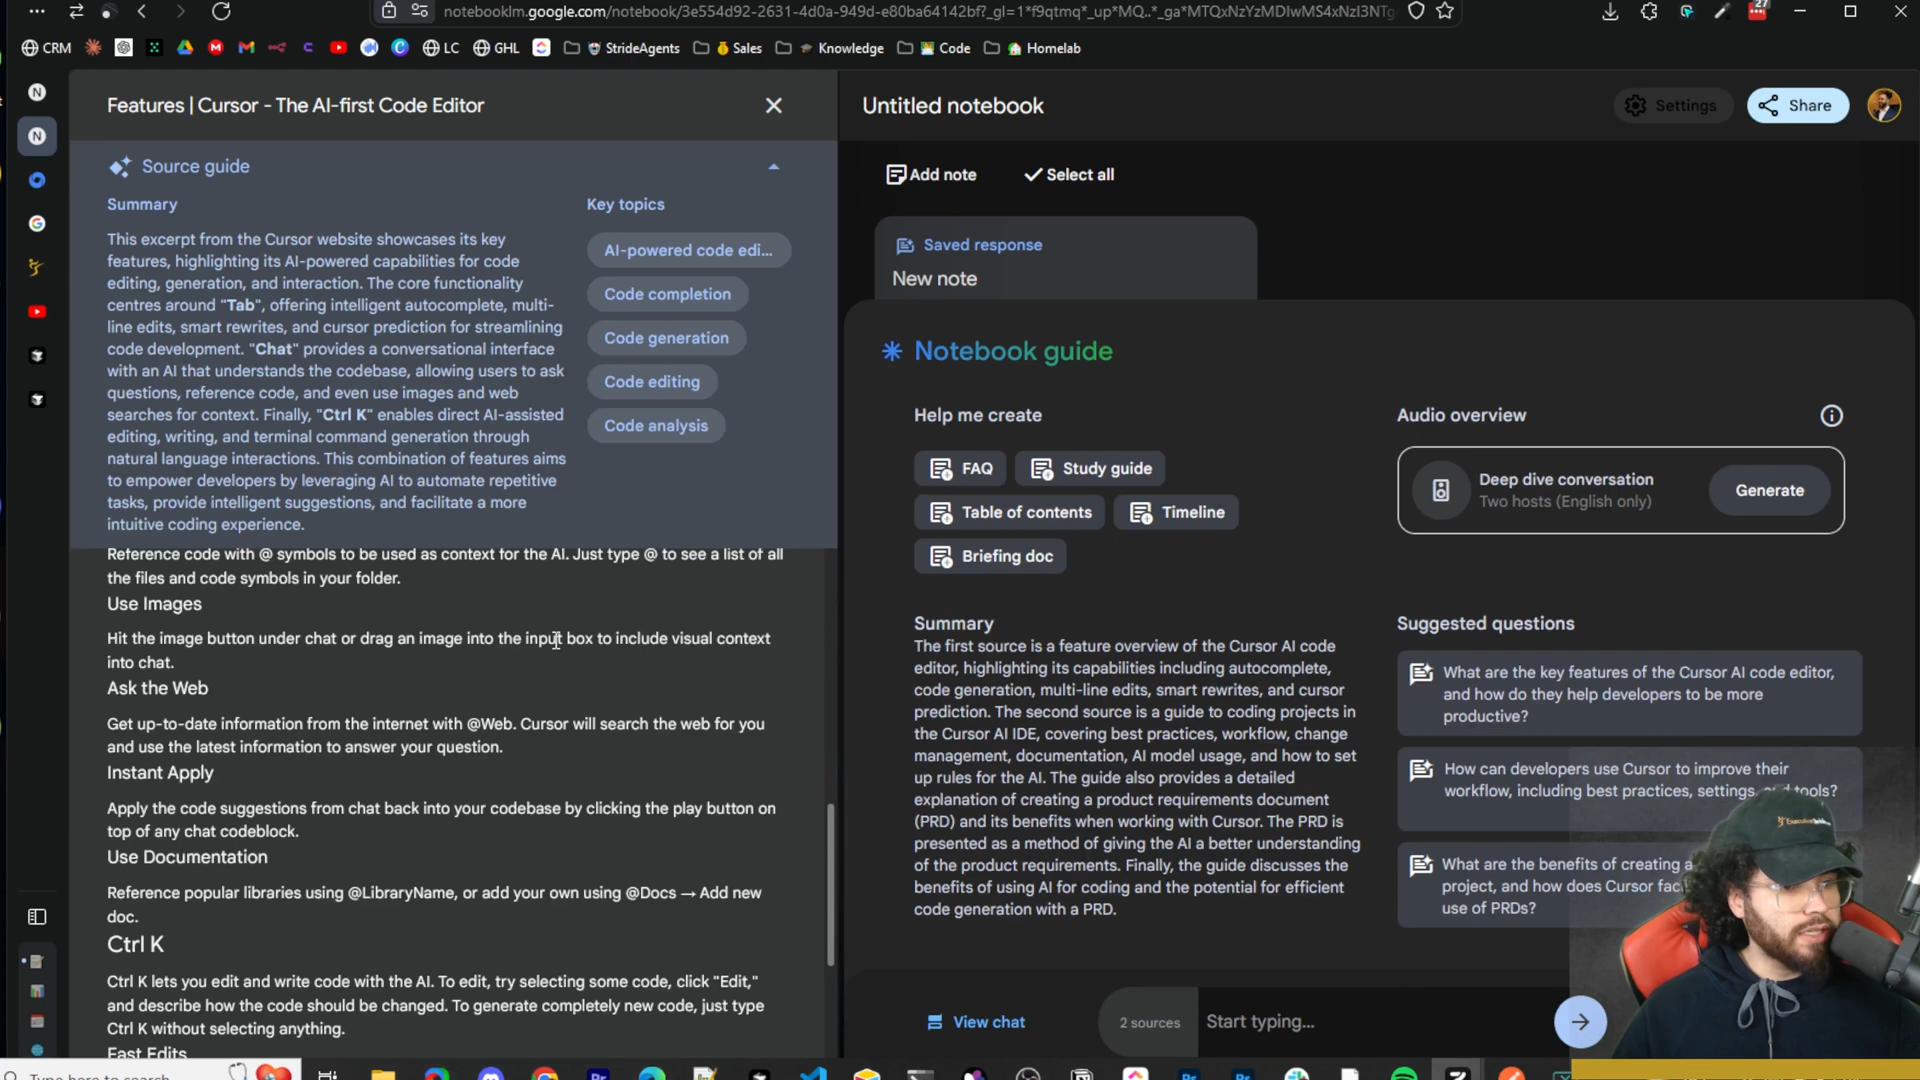 notebooklm.google.com/notebook/3e554d92-2631-4d0a-949d-e80ba64142bf?_gl=1*f9qtmq*_up*MQ..*_ga*MTQxNzYzMDIwMS4xNzI3NTg
27
CRM
LC
GHL
StrideAgents
Sales
Knowledge
Code
Homelab
Features | Cursor - The AI-first Code Editor
Source guide
Summary
This excerpt from the Cursor website showcases its key
features, highlighting its AI-powered capabilities for code
editing, generation, and interaction. The core functionality
centres around "Tab", offering intelligent autocomplete, multi-
line edits, smart rewrites, and cursor prediction for streamlining
code development. "Chat" provides a conversational interface
with an AI that understands the codebase, allowing users to ask
questions, reference code, and even use images and web
searches for context. Finally, "Ctrl K" enables direct AI-assisted
editing, writing, and terminal command generation through
natural language interactions. This combination of features aims
to empower developers by leveraging AI to automate repetitive
tasks, provide intelligent suggestions, and facilitate a more
intuitive coding experience.
Key topics
AI-powered code edi...
Code completion
Code generation
Code editing
Code analysis
Reference code with @ symbols to be used as context for the AI. Just type @ to see a list of all
the files and code symbols in your folder.
Use Images
Hit the image button under chat or drag an image into the input box to include visual context
into chat.
Ask the Web
Get up-to-date information from the internet with @Web. Cursor will search the web for you
and use the latest information to answer your question.
Instant Apply
Apply the code suggestions from chat back into your codebase by clicking the play button on
top of any chat codeblock.
Use Documentation
Reference popular libraries using @LibraryName, or add your own using @Docs → Add new
doc.
Ctrl K
Ctrl K lets you edit and write code with the AI. To edit, try selecting some code, click "Edit,"
and describe how the code should be changed. To generate completely new code, just type
Ctrl K without selecting anything.
Fast Edits
Untitled notebook
Settings
Share
Add note
Select all
Saved response
New note
Notebook guide
Help me create
FAQ
Study guide
Table of contents
Timeline
Briefing doc
Audio overview
Deep dive conversation
Two hosts (English only)
Generate
Summary
The first source is a feature overview of the Cursor AI code
editor, highlighting its capabilities including autocomplete,
code generation, multi-line edits, smart rewrites, and cursor
prediction. The second source is a guide to coding projects in
the Cursor AI IDE, covering best practices, workflow, change
management, documentation, AI model usage, and how to set
up rules for the AI. The guide also provides a detailed
explanation of creating a product requirements document
(PRD) and its benefits when working with Cursor. The PRD is
presented as a method of giving the AI a better understanding
of the product requirements. Finally, the guide discusses the
benefits of using AI for coding and the potential for efficient
code generation with a PRD.
Suggested questions
What are the key features of the Cursor AI code editor,
and how do they help developers to be more
productive?
How can developers use Cursor to improve their
workflow, including best practices, settings, and tools?
What are the benefits of creating a
project, and how does Cursor fac
use of PRDs?
View chat
2 sources
Start typing...
Type here to search